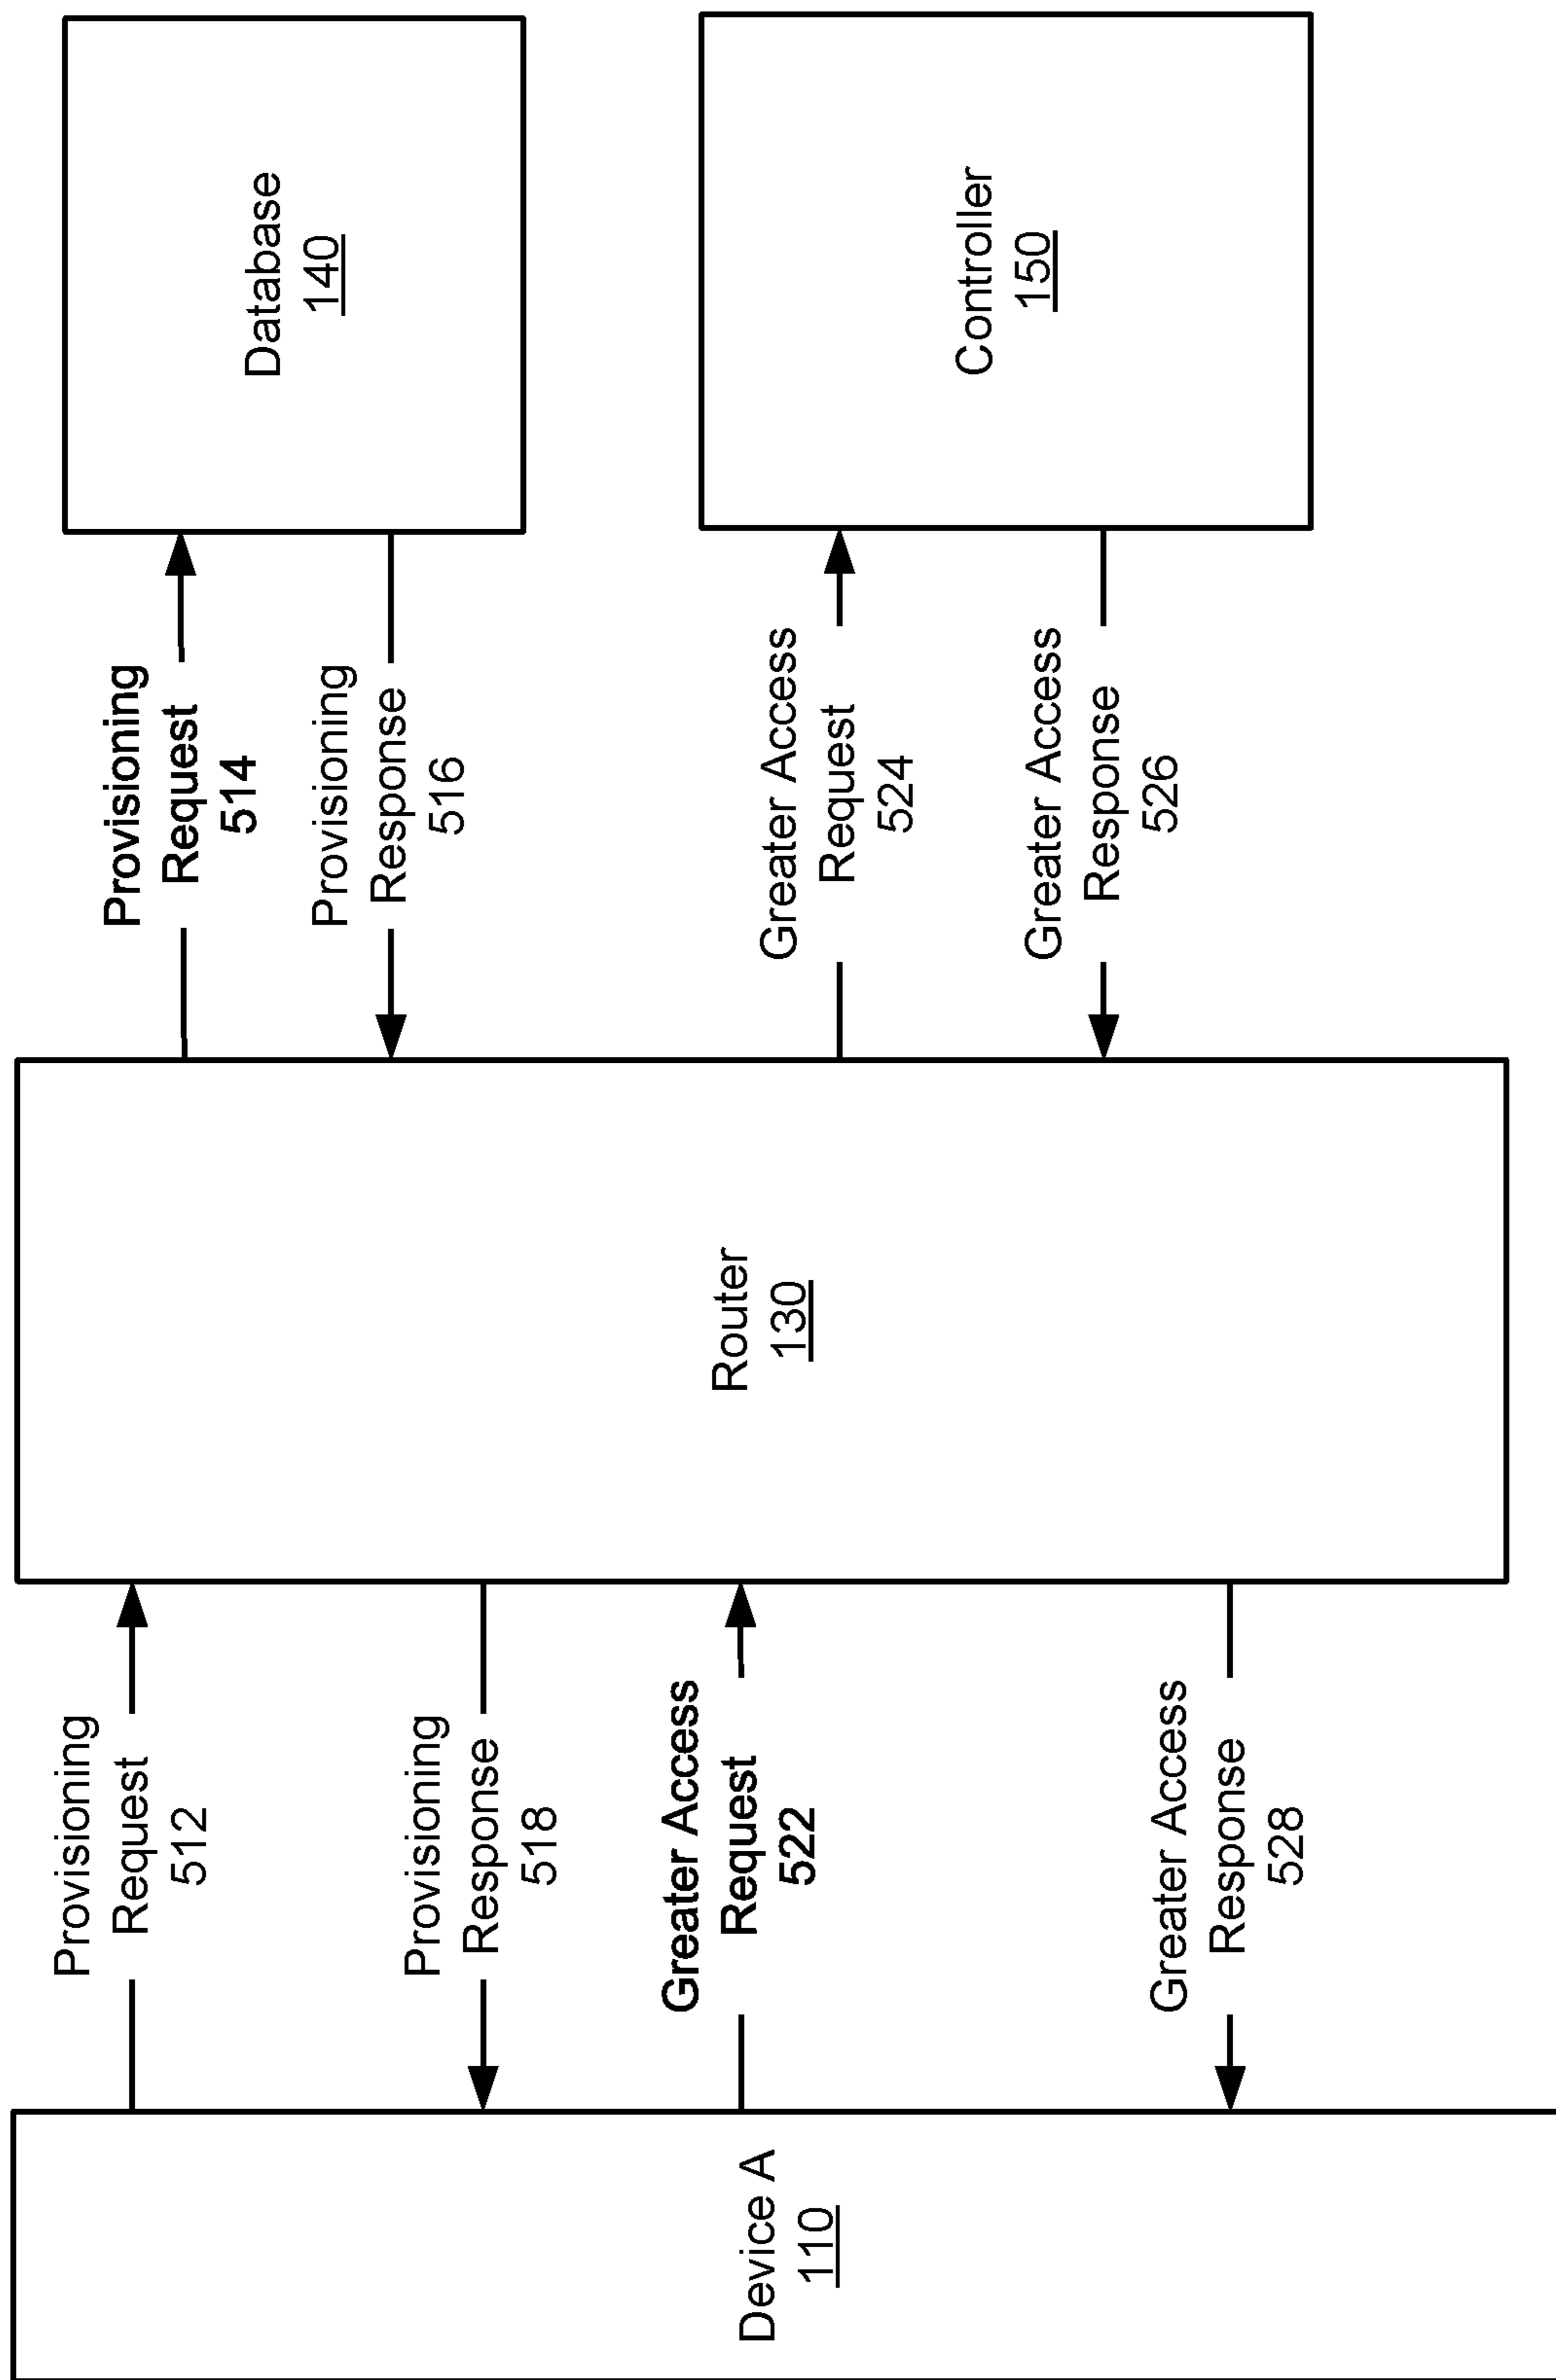 Device A
110
Provisioning
Request
512
Provisioning
Response
518
Greater Access
Request
522
Greater Access
Response
528
Router
130
Provisioning
Request
514
Provisioning
Response
516
Greater Access
Request
524
Greater Access
Response
526
Database
140
Controller
150